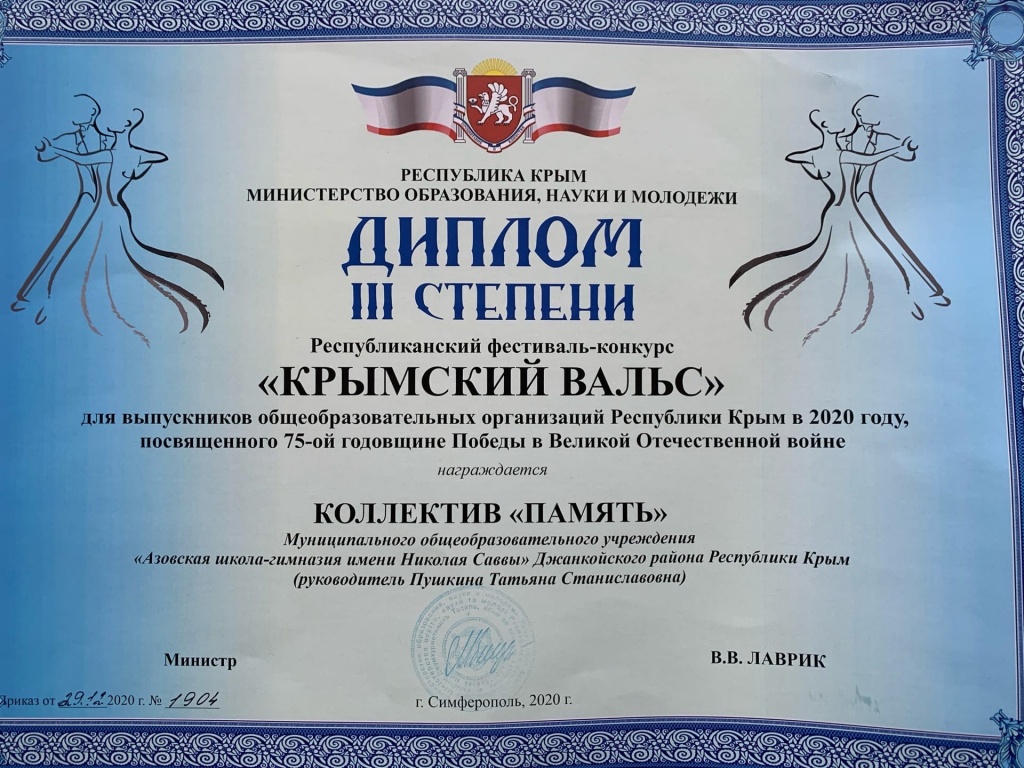 РЕСПУБЛИКА КРЫМ
МИНИСТЕРСТВО ОБРАЗОВАНИЯ, НАУКИ И МОЛОДЕЖИ
ДИПЛОМ
III СТЕПЕНИ
Республиканский фестиваль-конкурс
«КРЫМСКИЙ ВАЛЬС»
для выпускников общеобразовательных организаций Республики Крым в 2020 году,
посвященного 75-ой годовщине Победы в Великой Отечественной войне
награждается
КОЛЛЕКТИВ «ПАМЯТЬ»
Муниципального общеобразовательного учреждения
«Азовская школа-гимназия имени Николая Саввы» Джанкойского района Республики Крым
(руководитель Пушкина Татьяна Станиславовна)
Министр
В.В. ЛАВРИК
Приказ от 29.12 2020 г. № 1904
г. Симферополь, 2020 г.